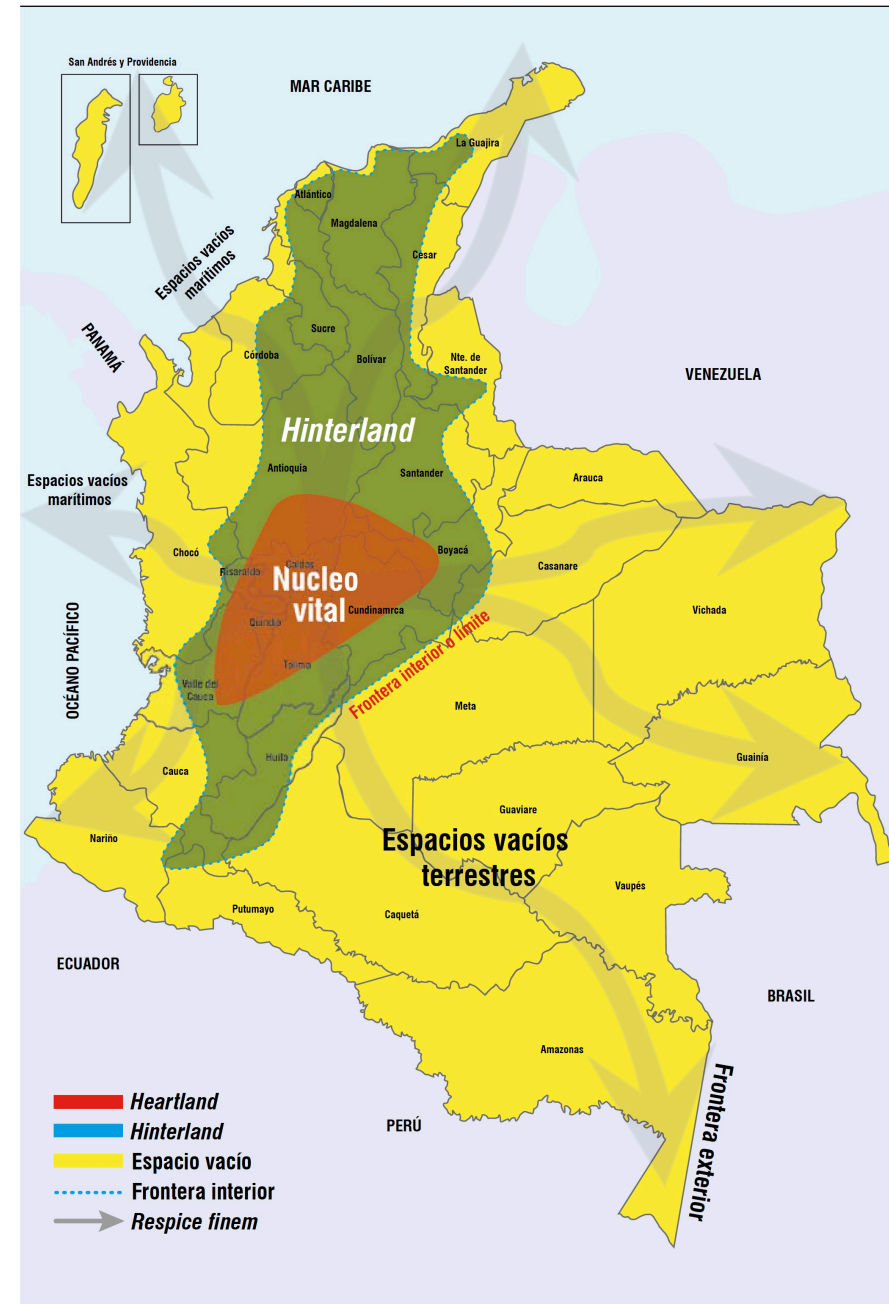 San Andrés y Providencia
MAR CARIBE
La Guajira
Atlántico
Magdalena
Cesar
Espacios vacíos
marítimos
PANAMÁ
Sucre
Córdoba
Bolívar
Nte. de
Santander
VENEZUELA
Hinterland
Antioquia
Santander
Arauca
Espacios vacíos
marítimos
Chocó
Boyacá
Casanare
Risaralda
Caldas
Nucleo
vital
Cundinamrca
Vichada
Quindía
OCÉANO PACÍFICO
Tolima
Frontera interior o límite
Valle del
Cauca
Meta
Huila
Guainía
Cauca
Guaviare
Nariño
Espacios vacíos
terrestres
Vaupés
Putumayo
Caquetá
ECUADOR
BRASIL
Amazonas
Frontera exterior
PERÚ
Heartland
Hinterland
Espacio vacío
Frontera interior
Respice finem